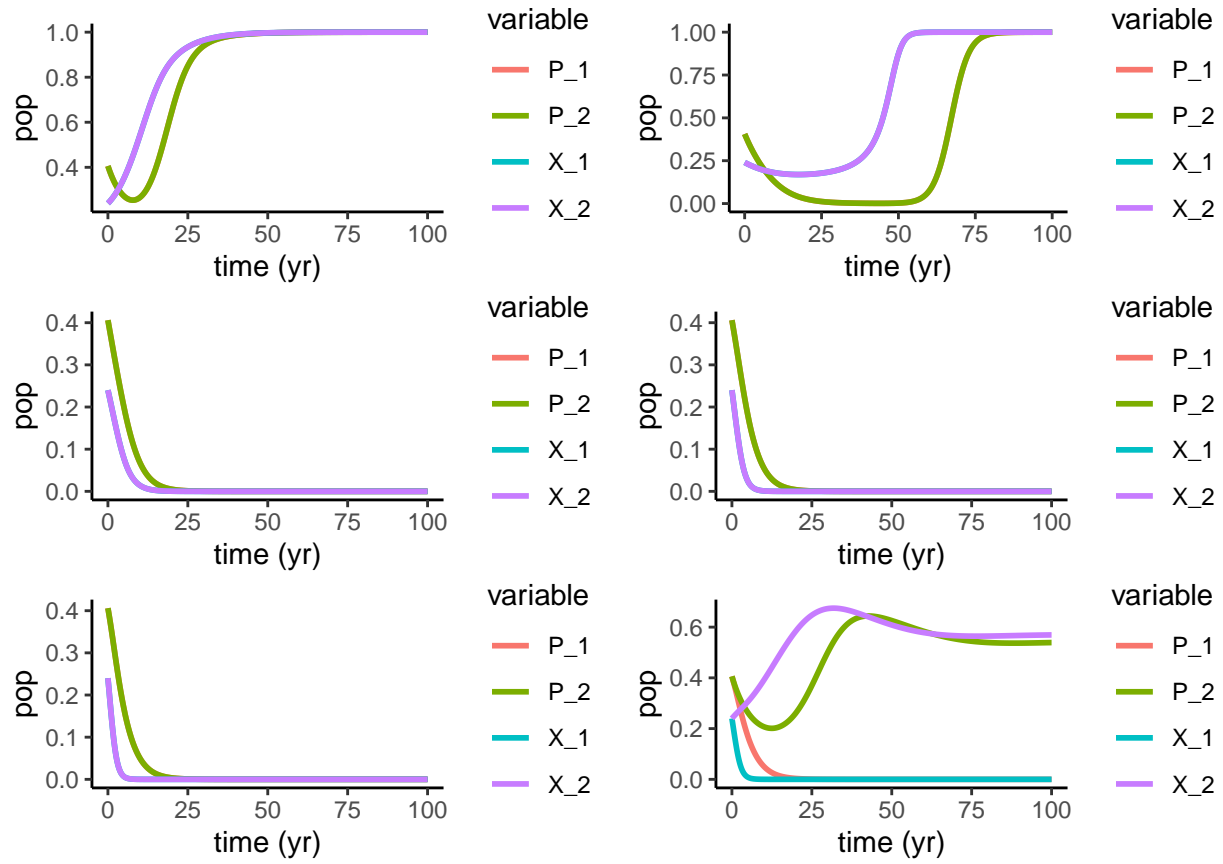 variable
P_1
P_2
X_1
X_2
pop
1.0
0.8
0.6
0.4
0 25 50 75 100
time (yr)
variable
P_1
P_2
X_1
X_2
pop
1.00
0.75
0.50
0.25
0.00
0 25 50 75 100
time (yr)
variable
P_1
P_2
X_1
X_2
pop
0.4
0.3
0.2
0.1
0.0
0 25 50 75 100
time (yr)
variable
P_1
P_2
X_1
X_2
pop
0.4
0.3
0.2
0.1
0.0
0 25 50 75 100
time (yr)
variable
P_1
P_2
X_1
X_2
pop
0.4
0.3
0.2
0.1
0.0
0 25 50 75 100
time (yr)
variable
P_1
P_2
X_1
X_2
pop
0.6
0.4
0.2
0.0
0 25 50 75 100
time (yr)